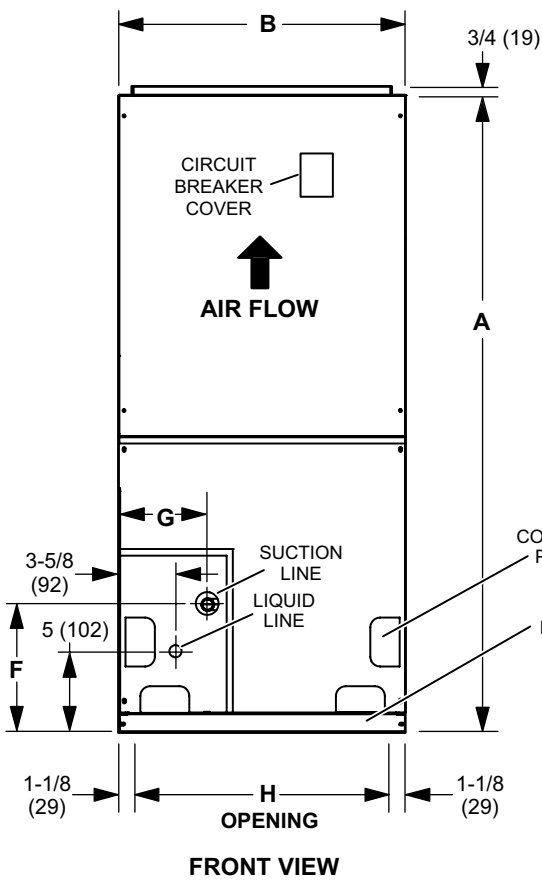 B
3/4 (19)
CIRCUIT
BREAKER
COVER
AIR FLOW
A
G
3-5/8
(92)
SUCTION
LINE
CO
F
LIQUID
LINE
5 (102)
F
1-1/8
(29)
H
OPENING
1-1/8
(29)
FRONT VIEW